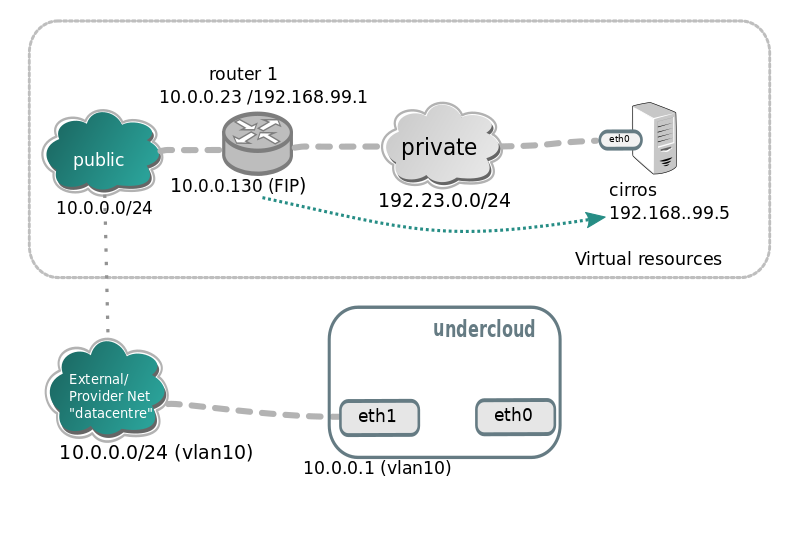 router 1
10.0.0.23 /192.168.99.1
public
10.0.0.0/24
10.0.0.130 (FIP)
private
192.23.0.0/24
eth0
cirros
192.168..99.5
Virtual resources
undercloud
External/
Provider Net
"datacentre"
eth1
eth0
10.0.0.0/24 (vlan10)
10.0.0.1 (vlan10)